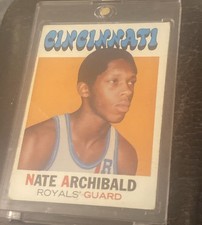 CINCINNATI
R
NATE ARCHIBALD
ROYALS' GUARD